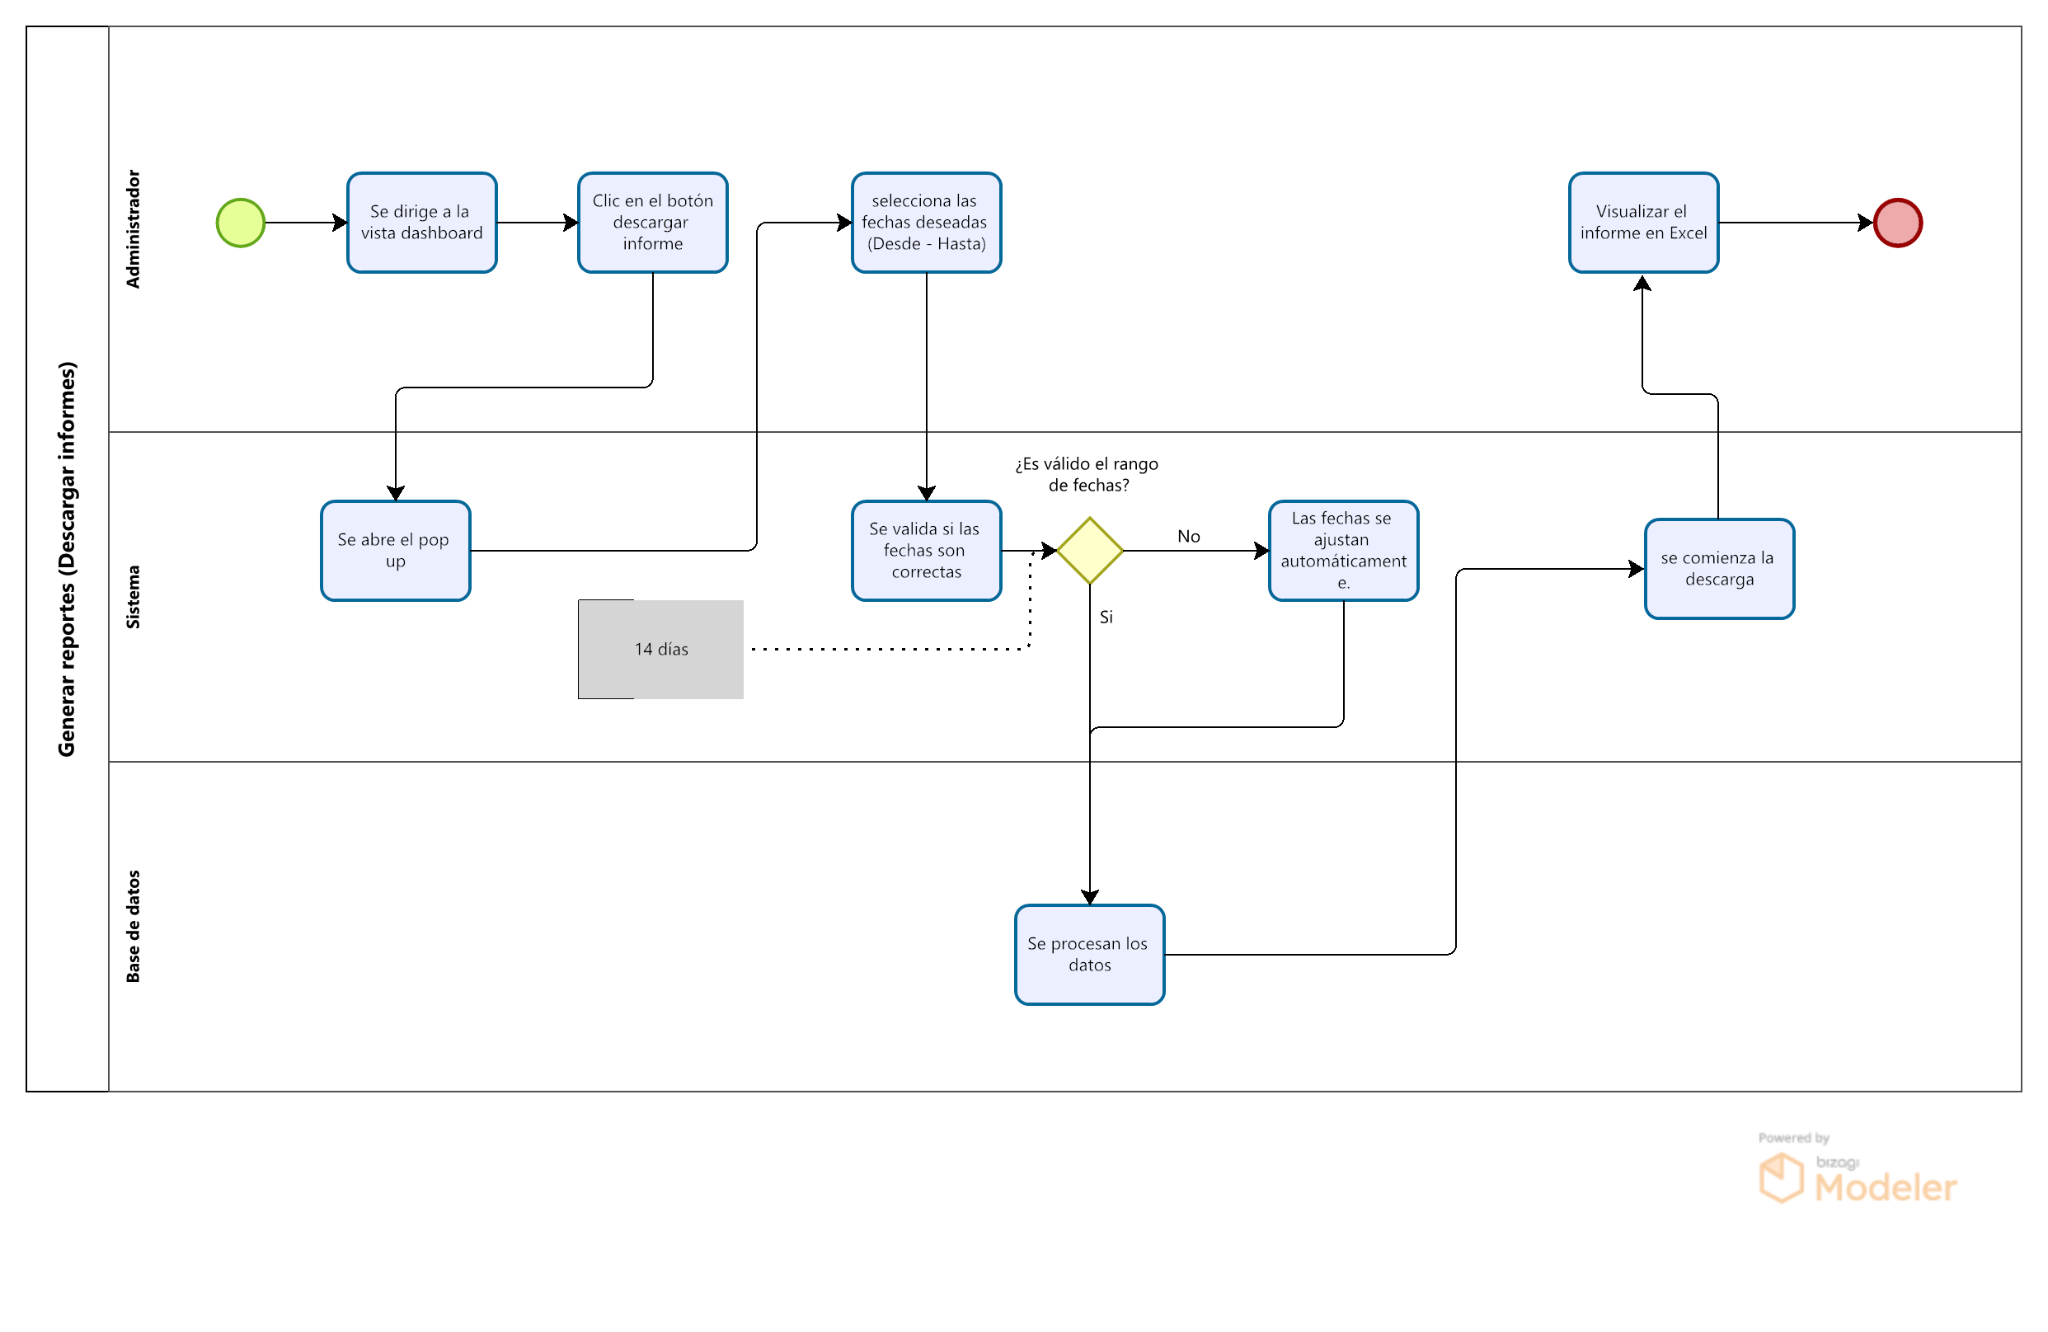 Generar reportes (Descargar informes)
Administrador
Se dirige a la
vista dashboard
Clic en el botón
descargar
informe
selecciona las
fechas deseadas
(Desde - Hasta)
Visualizar el
informe en Excel
Sistema
Se abre el pop
up
14 días
Se valida si las
fechas son
correctas
¿Es válido el rango
de fechas?
No
Si
Las fechas se
ajustan
automáticament
e.
se comienza la
descarga
Base de datos
Se procesan los
datos
Powered by
bizagi
Modeler